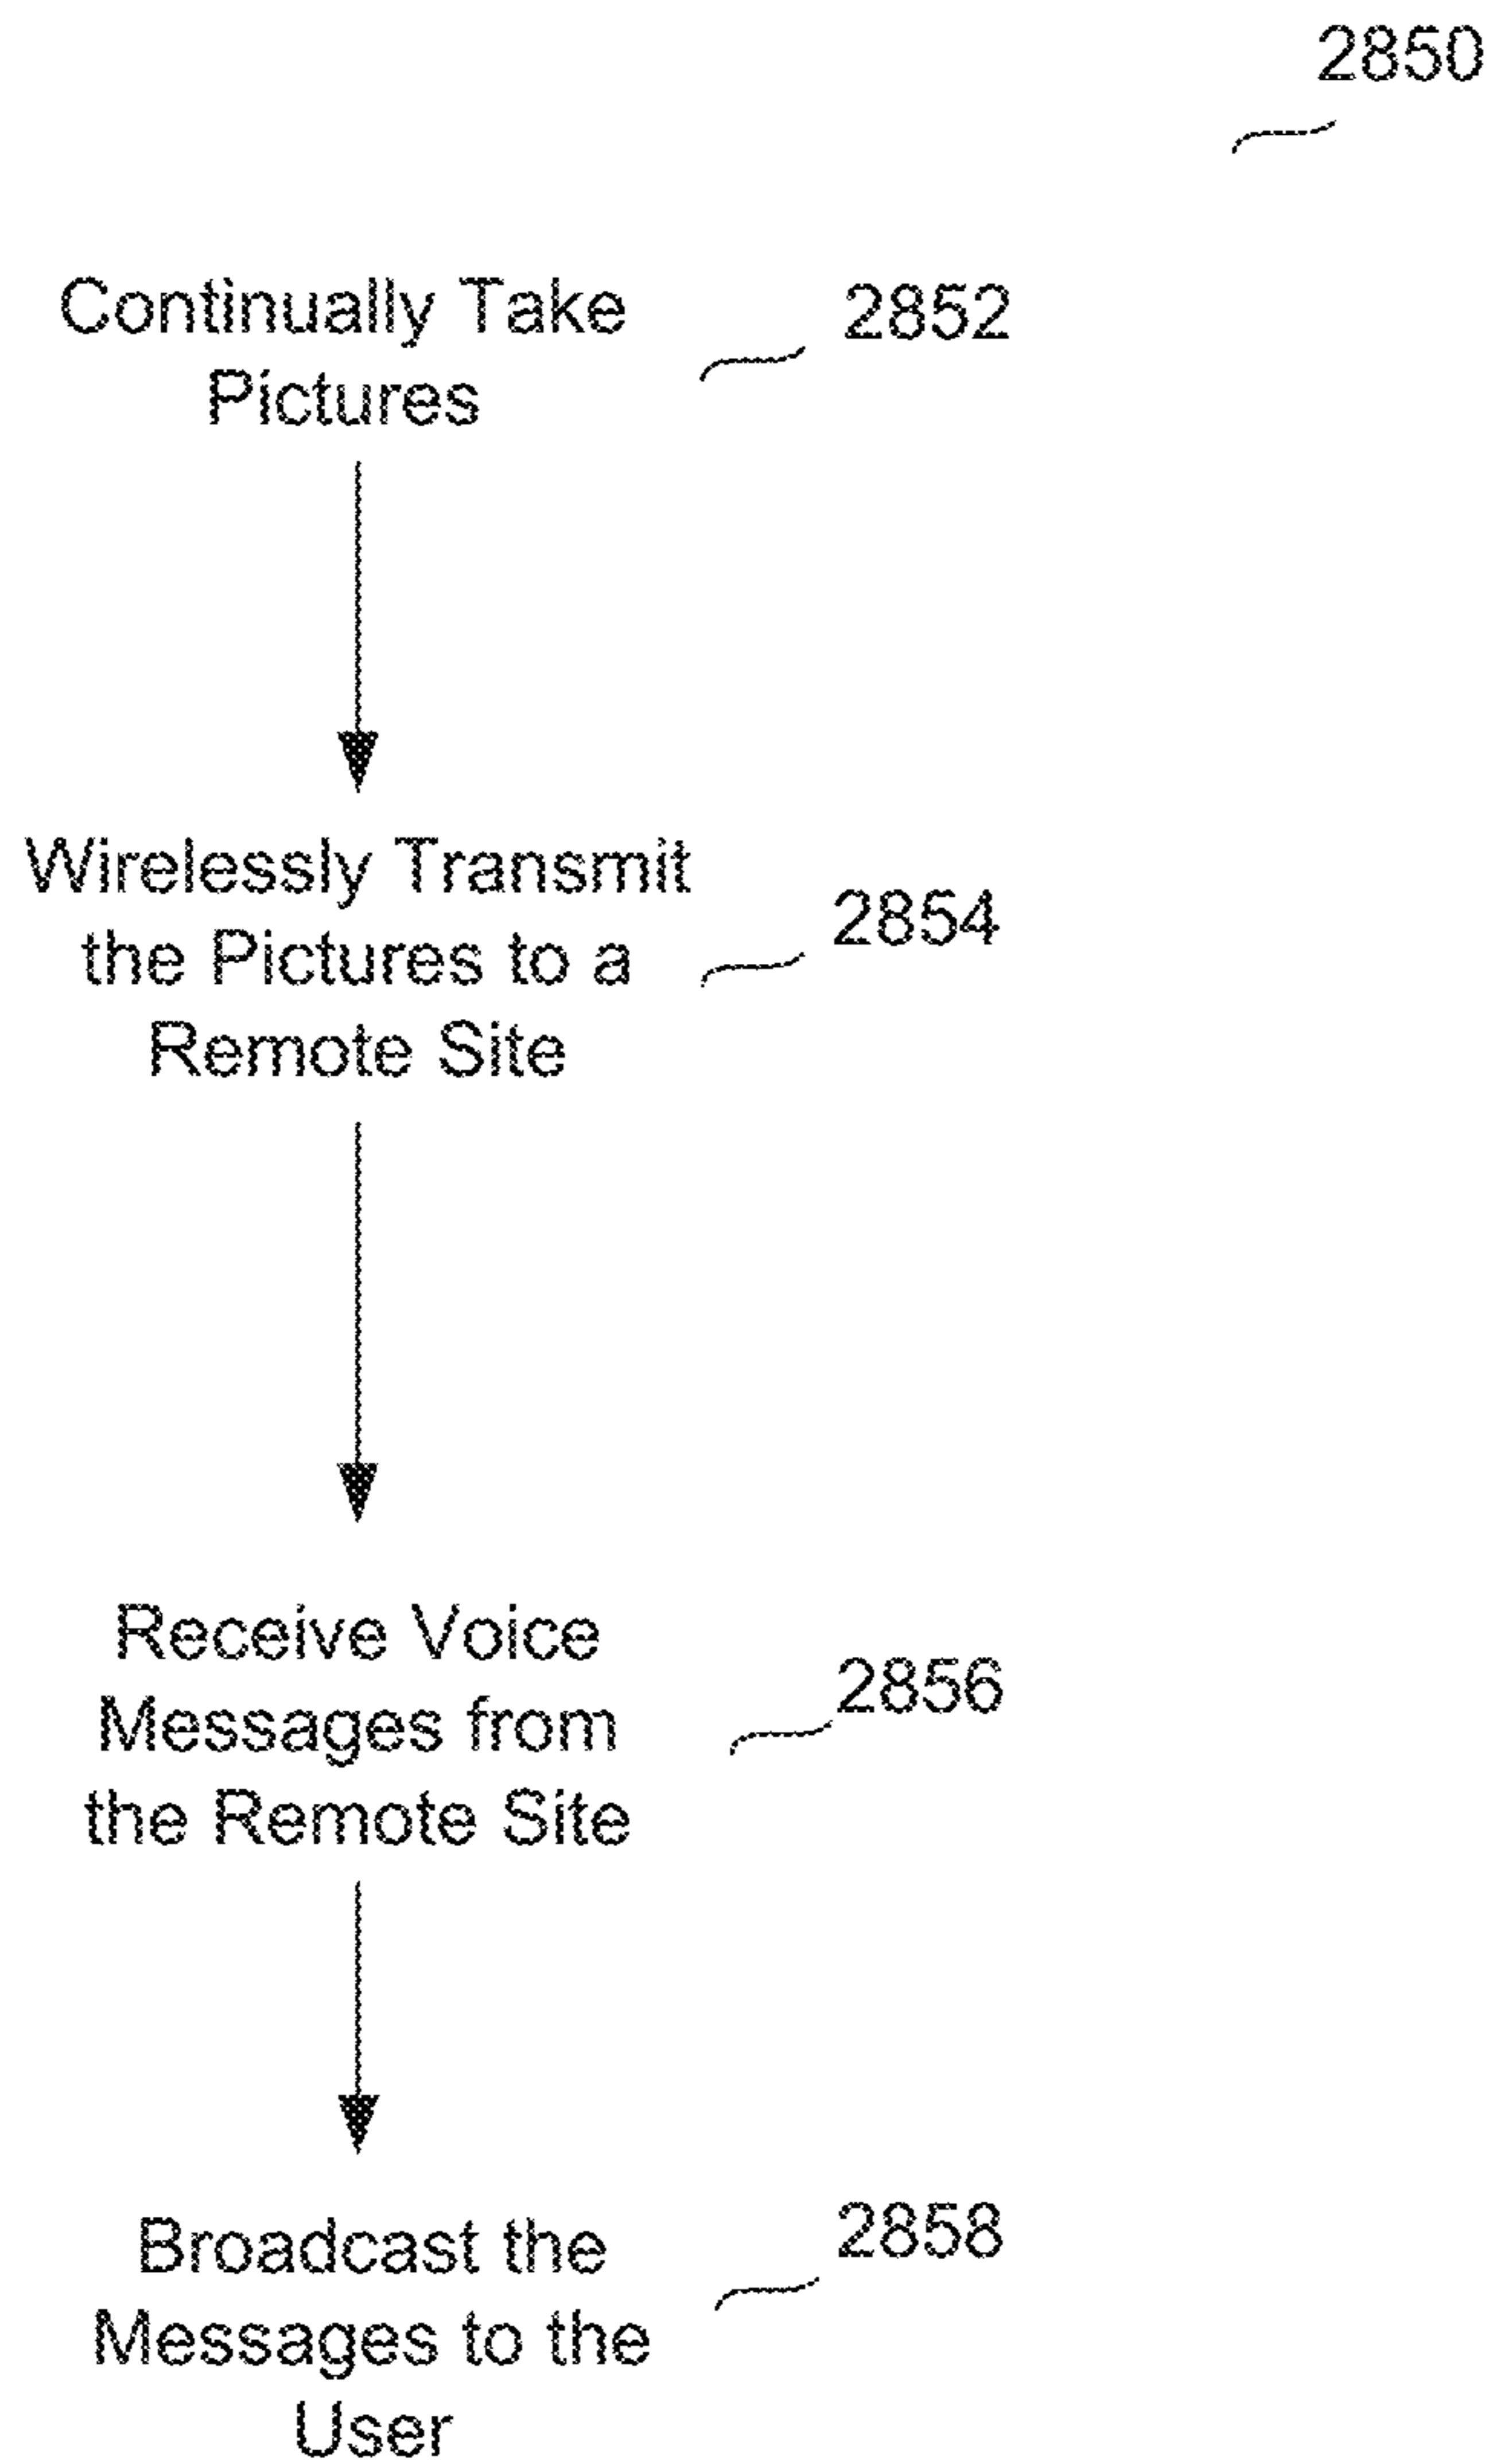 2850
Continually Take
2852
Pictures
Wirelessly Transmit
2854
the Pictures to a
Remote Site
Receive Voice
2856
Messages from
the Remote Site
Broadcast the
2858
Messages to the
User